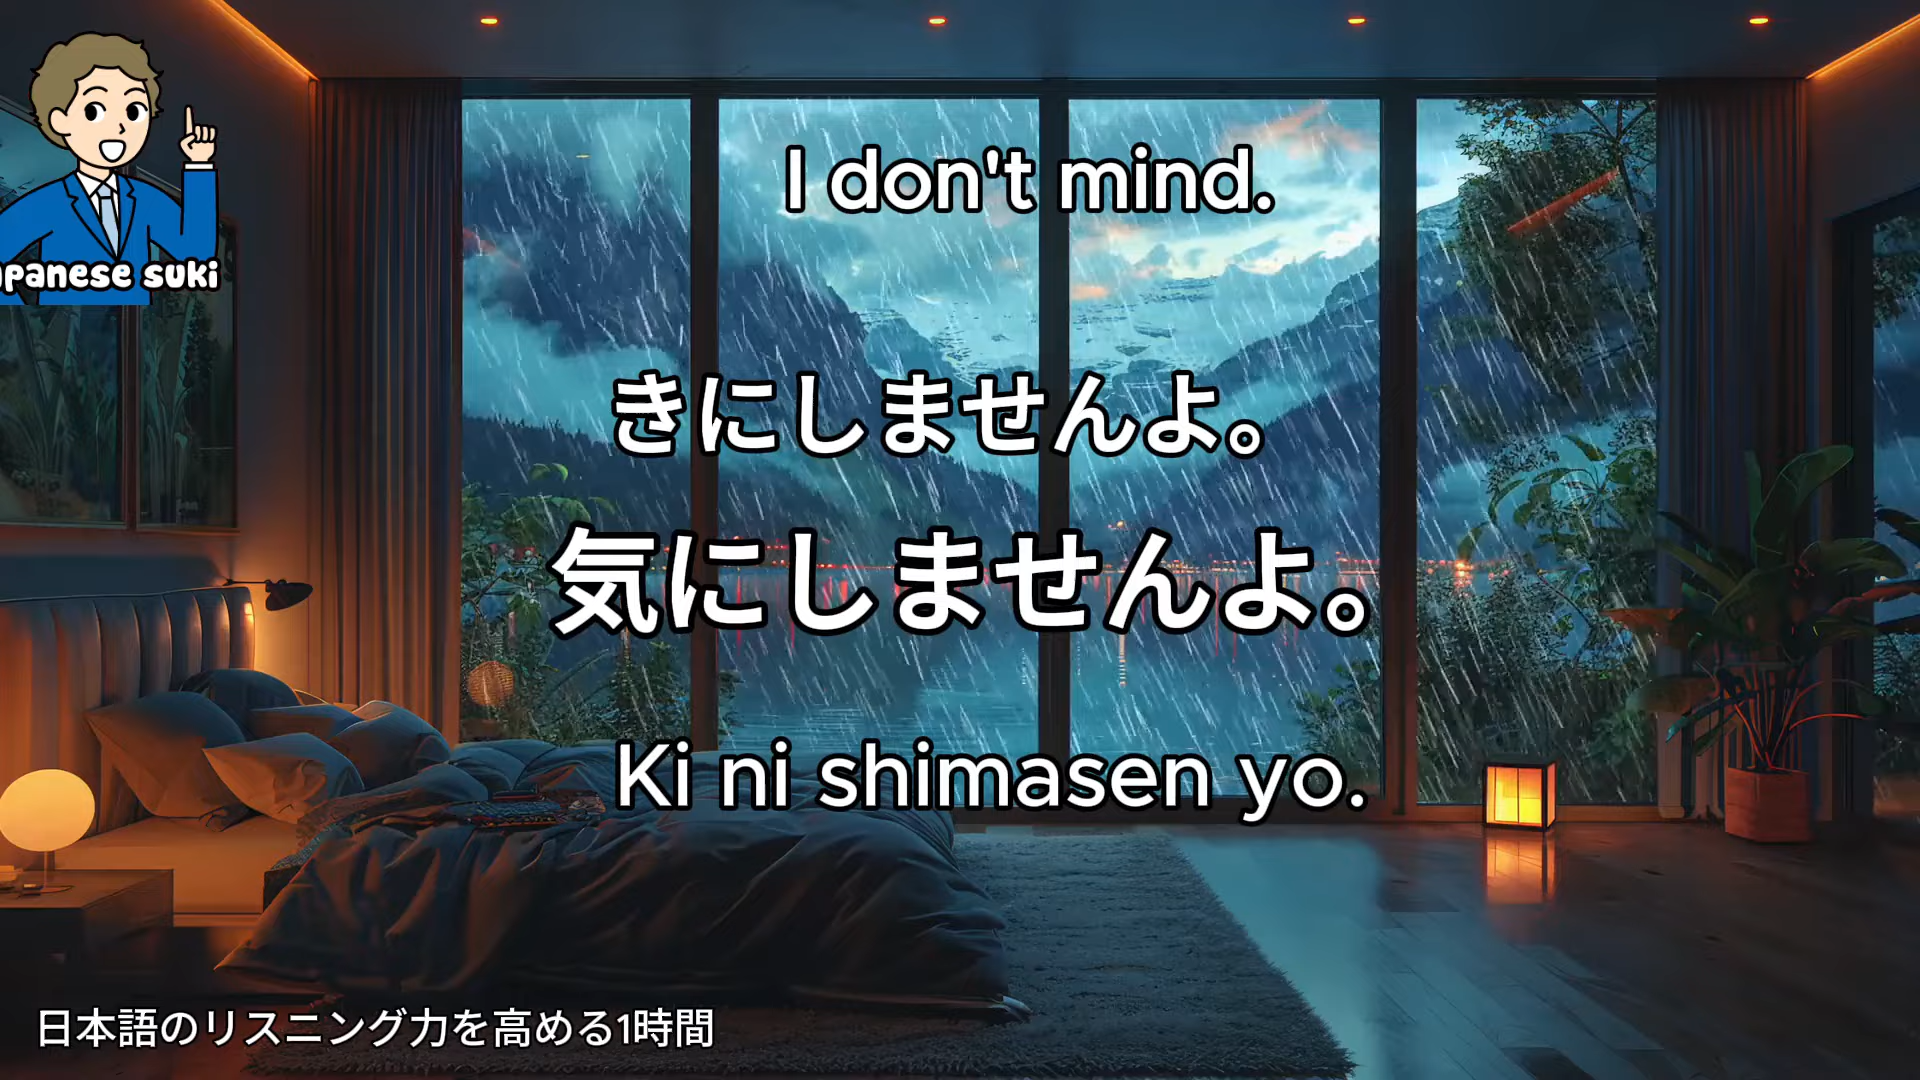 I don't mind.
きにしませんよ。
気にしませんよ。
Ki ni shimasen yo.
apanese suki
日本語のリスニング力を高める1時間